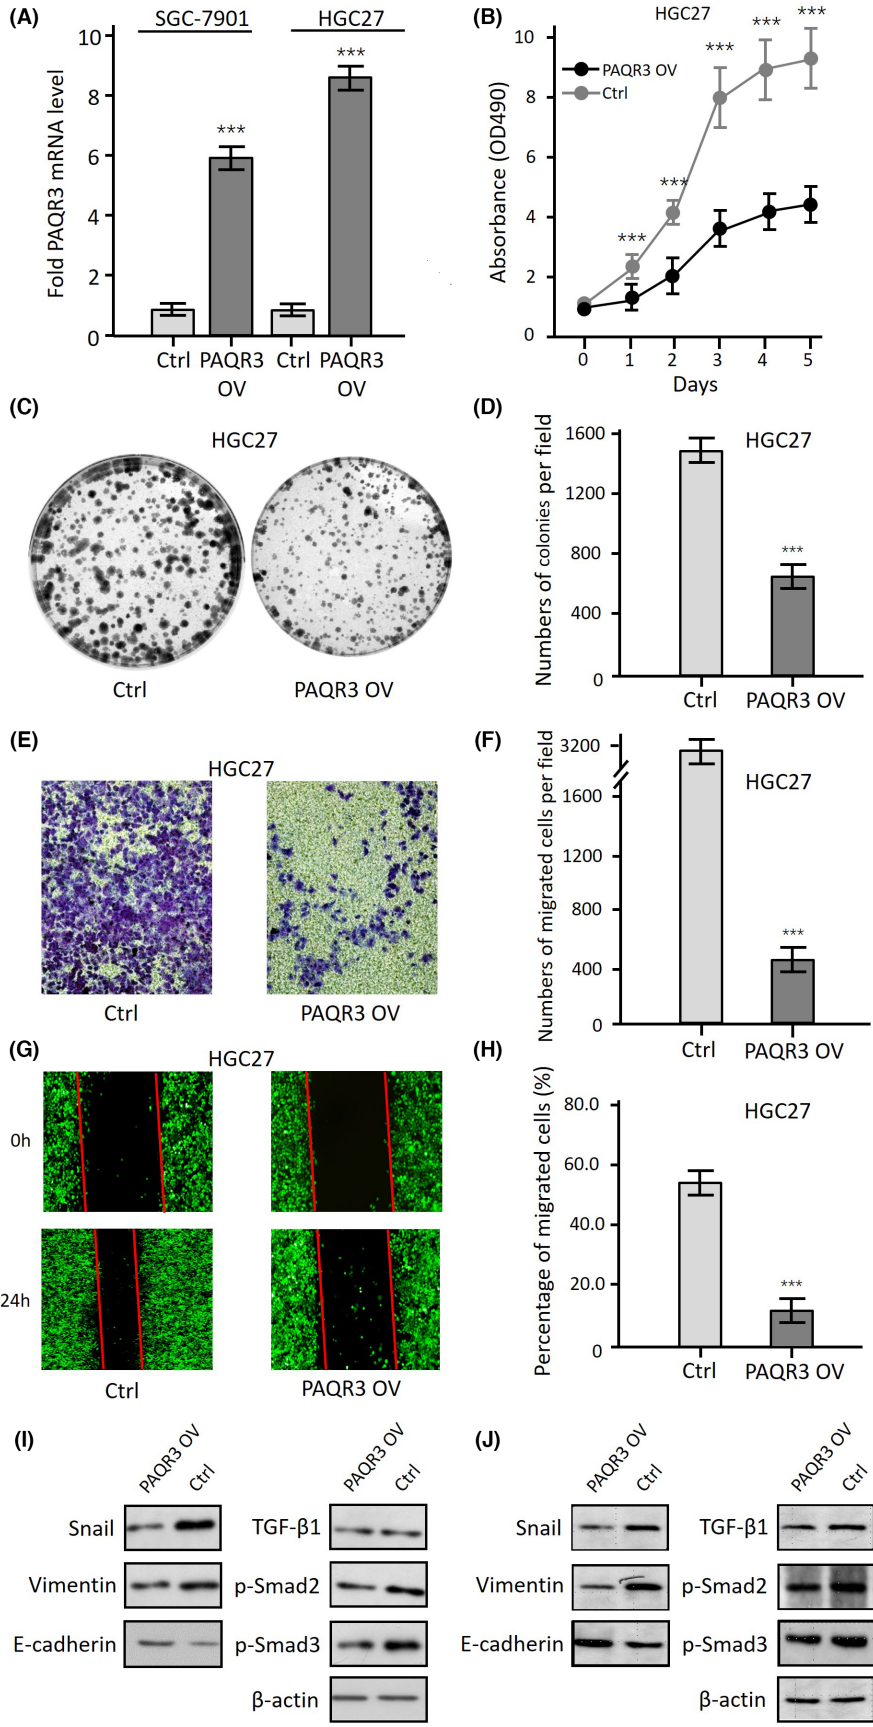 (A)
SGC-7901
HGC27
Fold PAQR3 mRNA level
10
8
6
4
2
0
***
***
Ctrl
PAQR3
OV
Ctrl
PAQR3
OV
(B)
HGC27
Absorbance (OD490)
10
8
6
4
2
0
PAQR3 OV
Ctrl
***
***
***
***
***
0 1 2 3 4 5
Days
(C)
HGC27
Ctrl
PAQR3 OV
(D)
HGC27
Numbers of colonies per field
1600
1200
800
400
0
***
Ctrl
PAQR3 OV
(E)
HGC27
Ctrl
PAQR3 OV
(F)
HGC27
Numbers of migrated cells per field
3200
1600
1200
800
400
0
***
Ctrl
PAQR3 OV
(G)
HGC27
0h
24h
Ctrl
PAQR3 OV
(H)
HGC27
Percentage of migrated cells (%)
80.0
60.0
40.0
20.0
0
***
Ctrl
PAQR3 OV
(I)
PAQR3 OV
Ctrl
PAQR3 OV
Ctrl
Snail
TGF-β1
Vimentin
p-Smad2
E-cadherin
p-Smad3
β-actin
(J)
PAQR3 OV
Ctrl
PAQR3 OV
Ctrl
Snail
TGF-β1
Vimentin
p-Smad2
E-cadherin
p-Smad3
β-actin